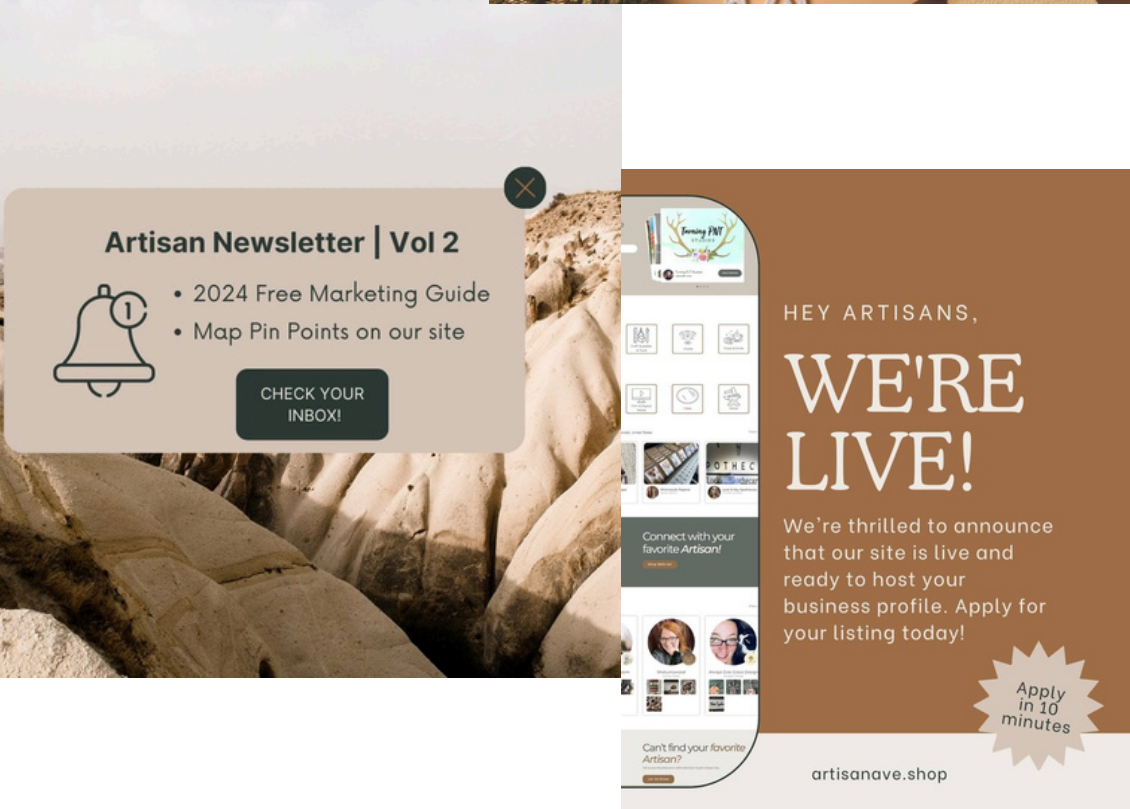 Artisan Newsletter | Vol 2
• 2024 Free Marketing Guide
• Map Pin Points on our site
1
CHECK YOUR
INBOX!
Turning PNT
STUDIOS
Connect with your
favorite Artisan!
Can't find your favorite
Artisan?
HEY ARTISANS,
WE'RE
LIVE!
We're thrilled to announce
that our site is live and
ready to host your
business profile. Apply for
your listing today!
Apply
in 10
minutes
artisanave.shop